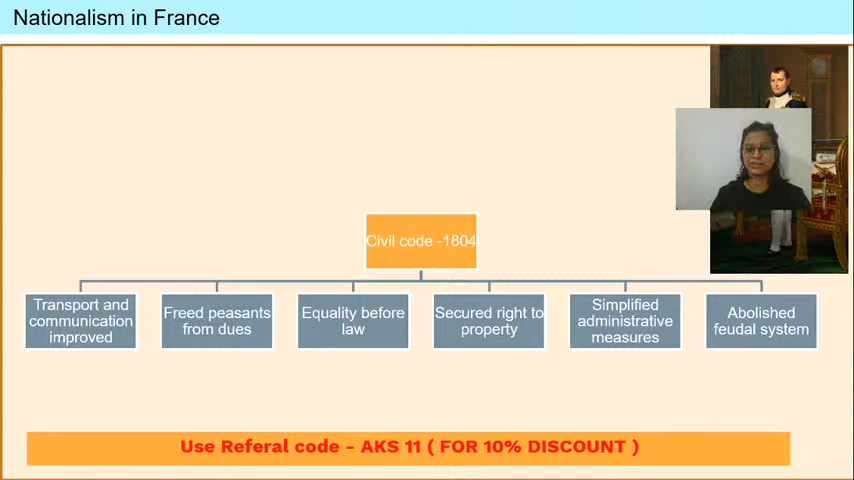 Nationalism in France
Civil code -1804
Transport and
communication
improved
Freed peasants
from dues
Equality before
law
Secured right to
property
Simplified
administrative
measures
Abolished
feudal system
Use Referal code - AKS 11 ( FOR 10% DISCOUNT )